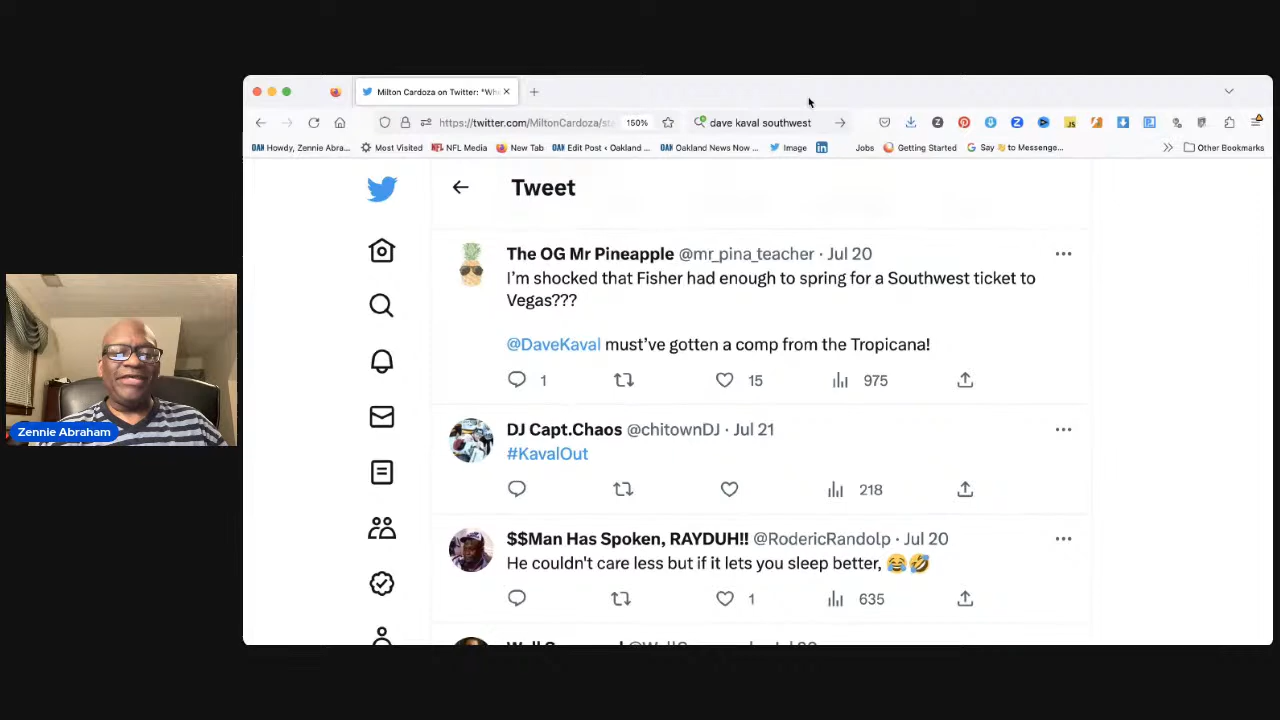 Milton Cardoza on Twitter: "Wh
https://twitter.com/MiltonCardoza/sta
150%
dave kaval southwest
Howdy, Zennie Abra...
Most Visited
NFL Media
New Tab
Edit Post ‹ Oakland ...
Oakland News Now ...
Image
Jobs
Getting Started
Say 👋 to Messenge...
Other Bookmarks
Tweet
The OG Mr Pineapple @mr_pina_teacher · Jul 20
I'm shocked that Fisher had enough to spring for a Southwest ticket to
Vegas???
@DaveKaval must've gotten a comp from the Tropicana!
1 15 975
DJ Capt.Chaos @chitownDJ · Jul 21
#KavalOut
218
$$Man Has Spoken, RAYDUH!! @RodericRandolp · Jul 20
He couldn't care less but if it lets you sleep better, 😂🤣
1 635
Zennie Abraham